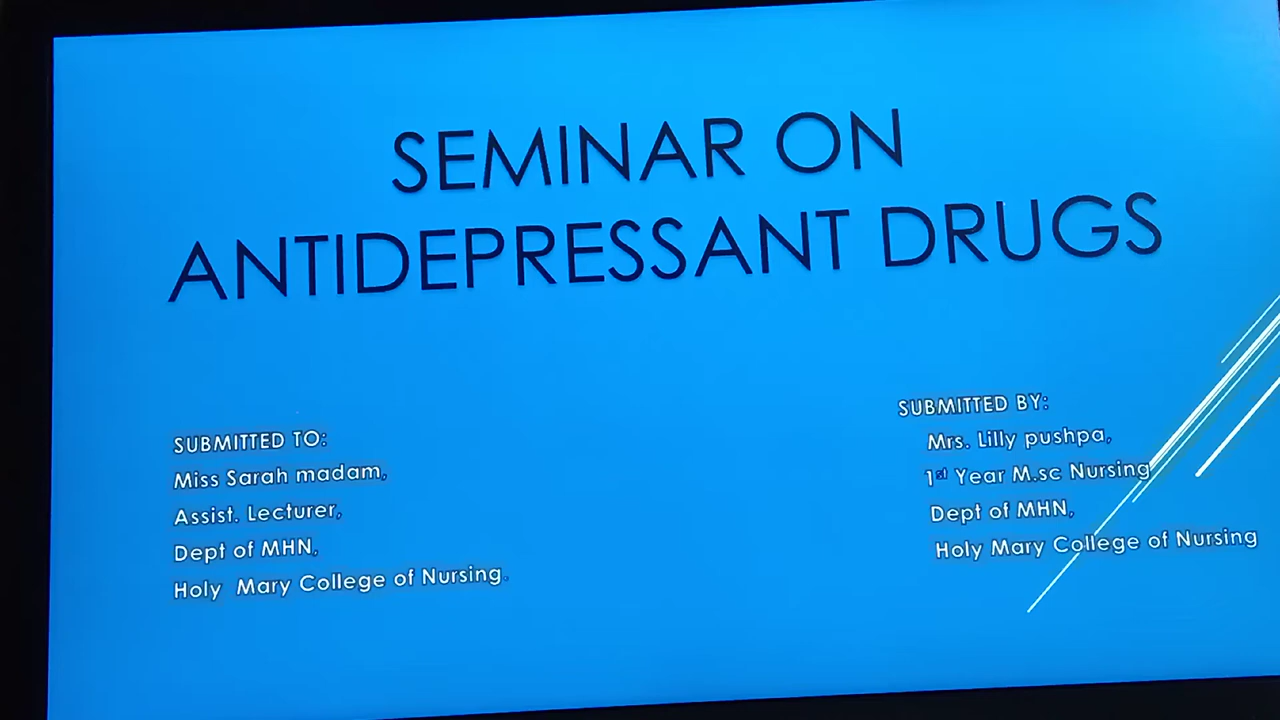 SEMINAR ON
ANTIDEPRESSANT DRUGS
SUBMITTED TO:
Miss Sarah madam,
Assist. Lecturer,
Dept of MHN,
Holy Mary College of Nursing.
SUBMITTED BY:
Mrs. Lilly pushpa,
1st Year M.sc Nursing
Dept of MHN,
Holy Mary College of Nursing